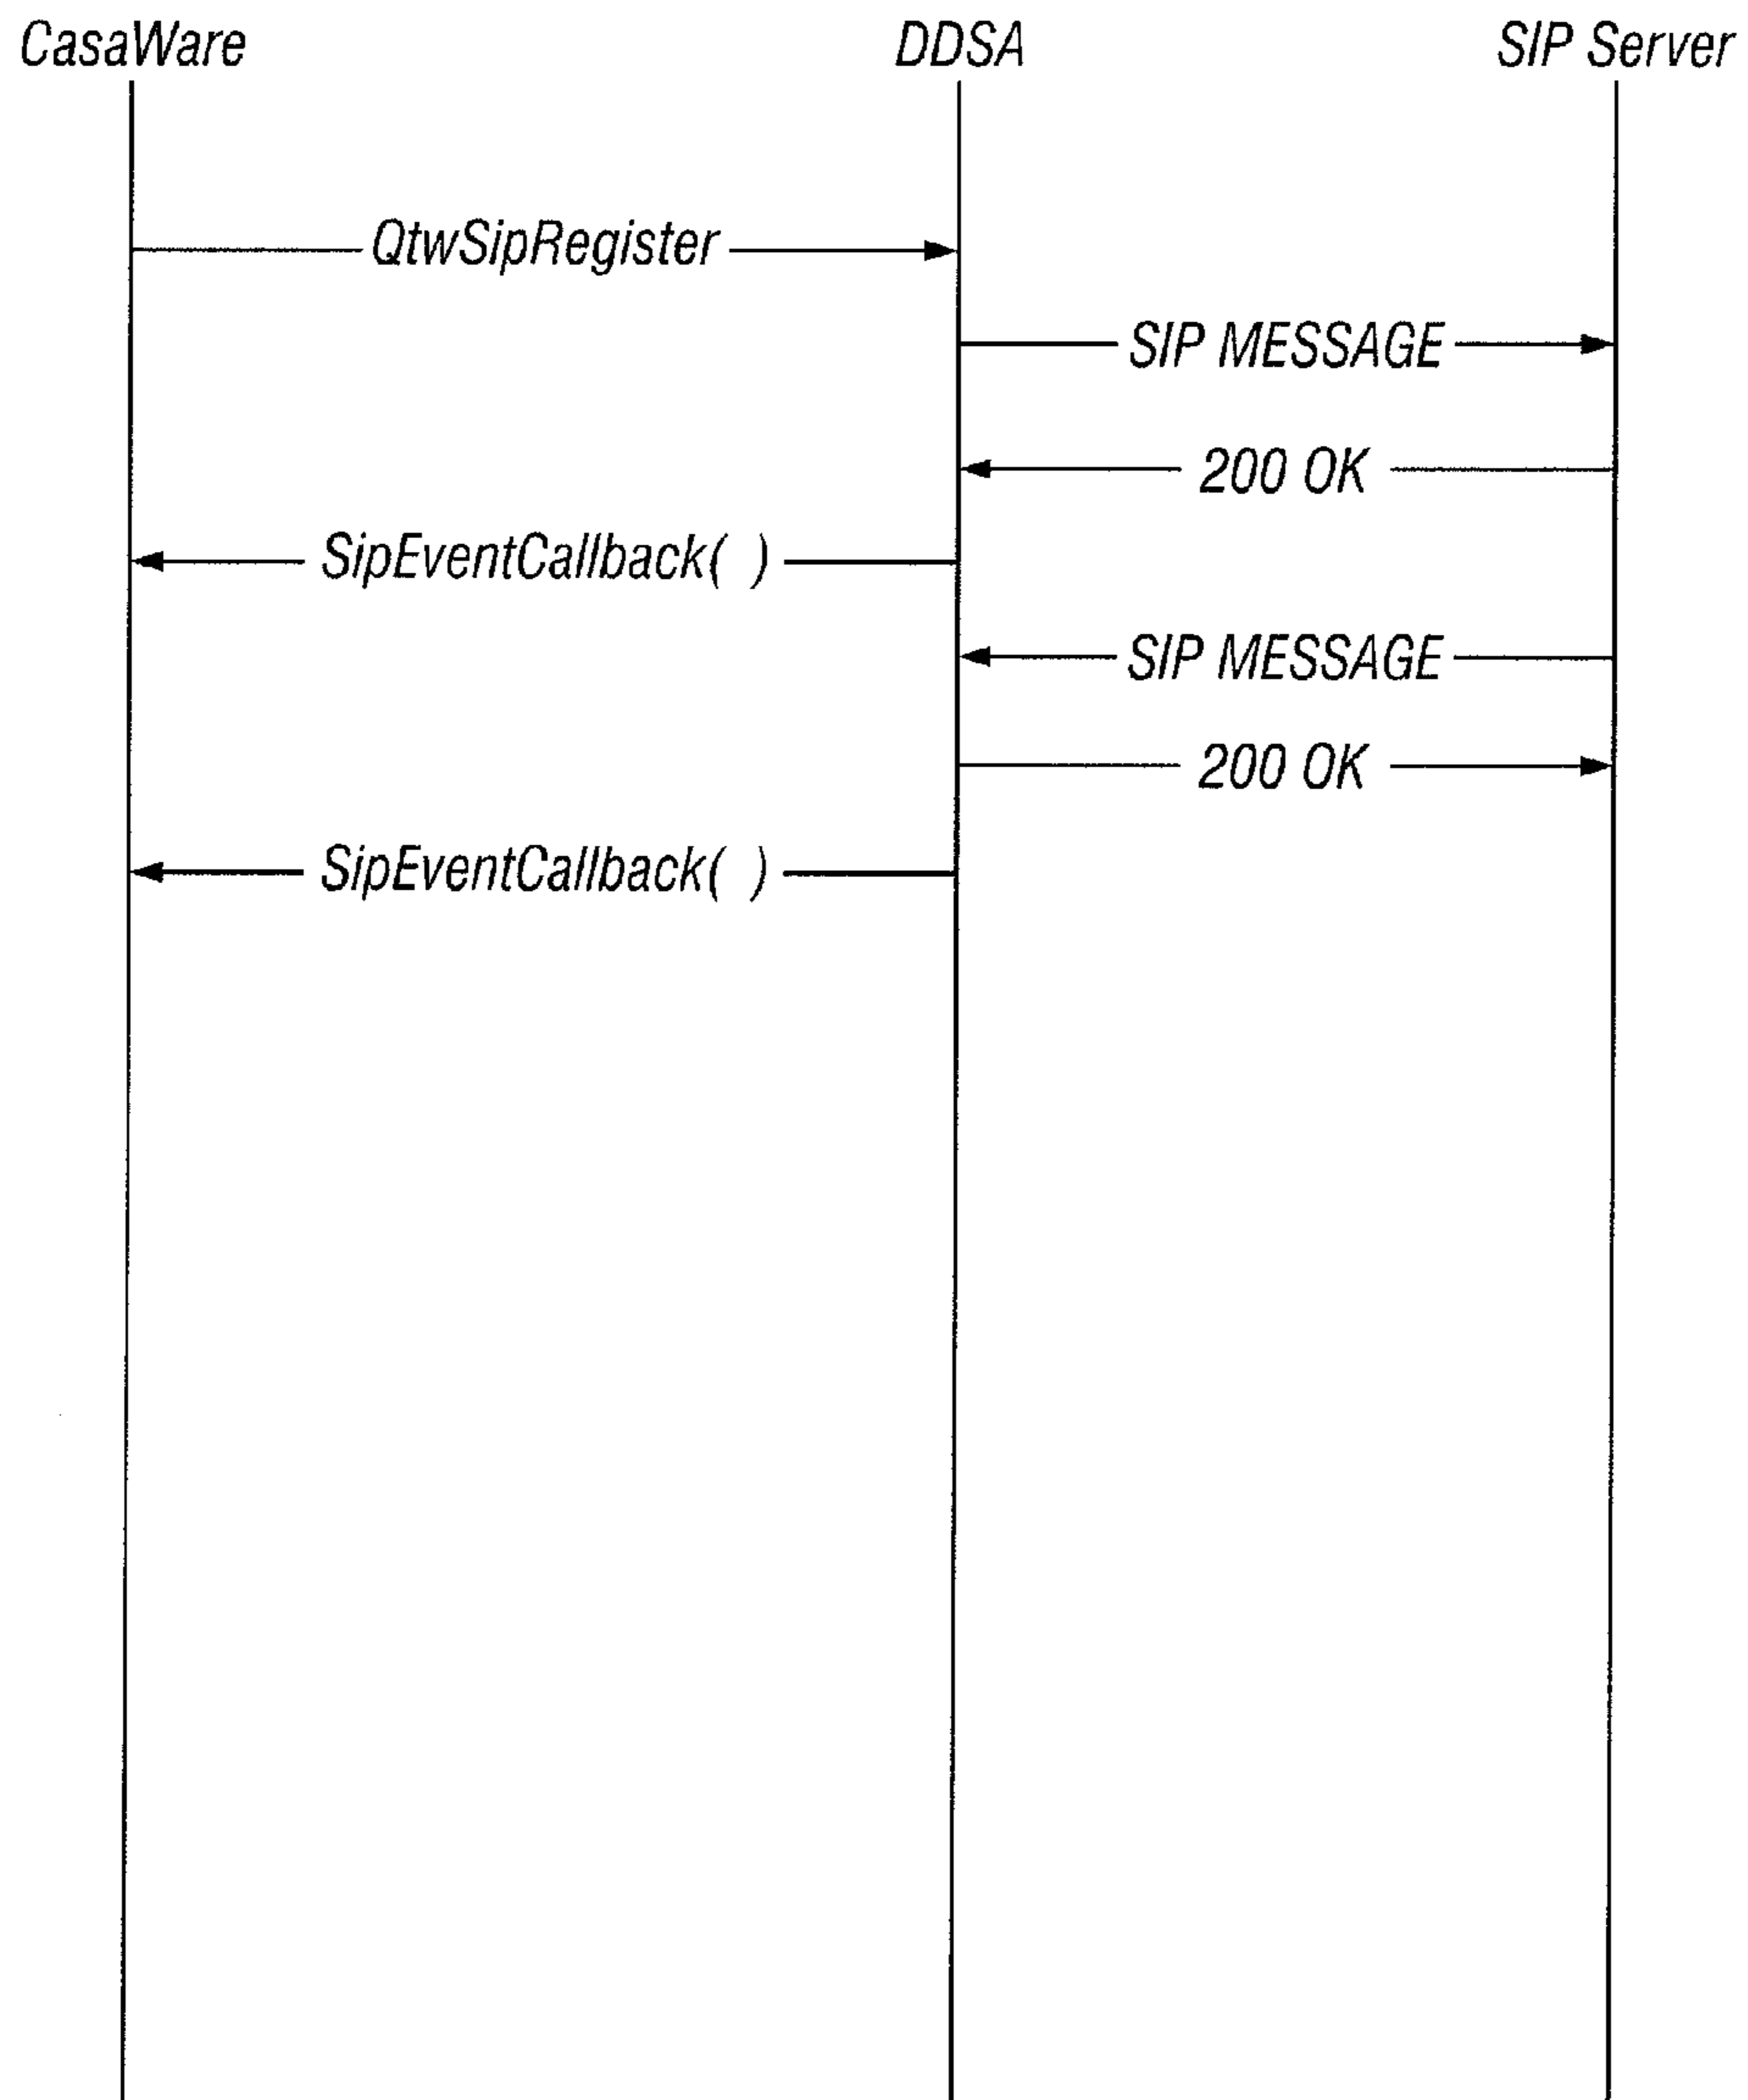 CasaWare DDSA SIP Server
QtwSipRegister
SIP MESSAGE
200 OK
SipEventCallback( )
SIP MESSAGE
200 OK
SipEventCallback( )